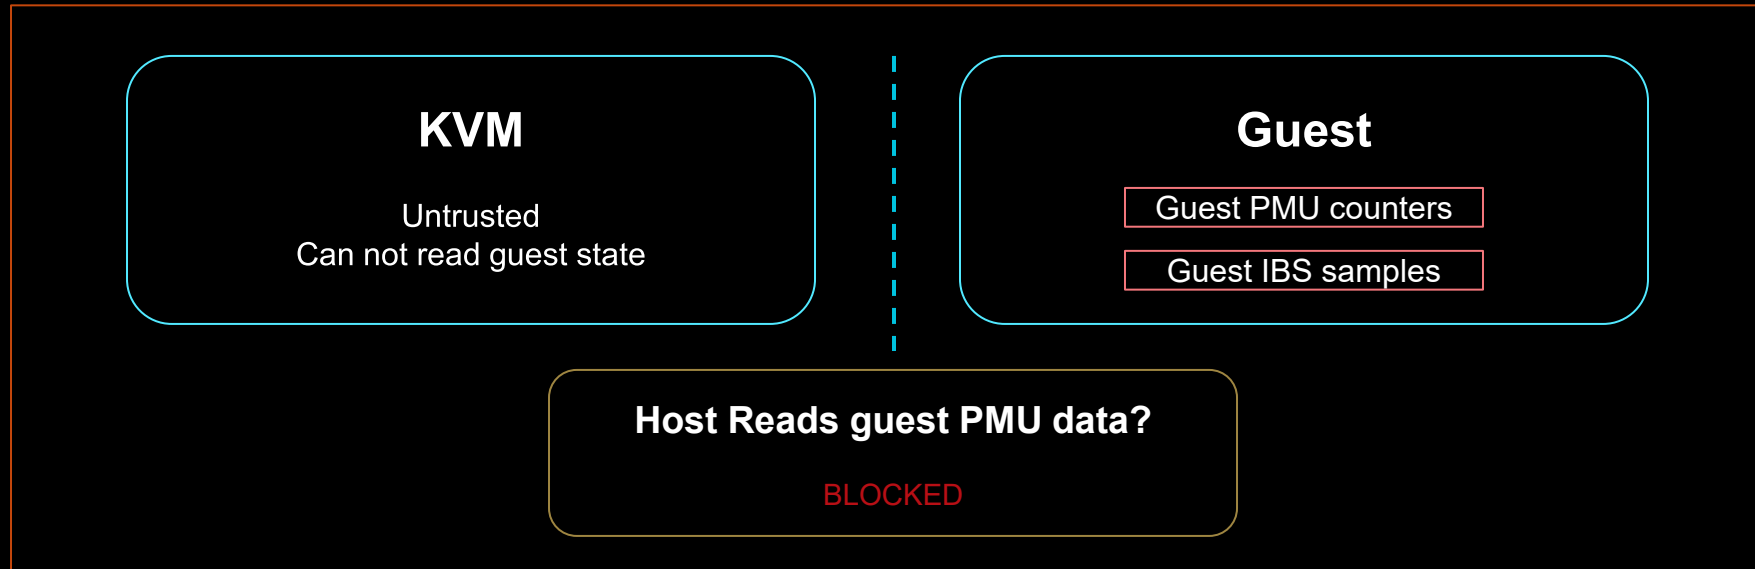 KVM
Untrusted
Can not read guest state
Guest
Guest PMU counters
Guest IBS samples
Host Reads guest PMU data?
BLOCKED